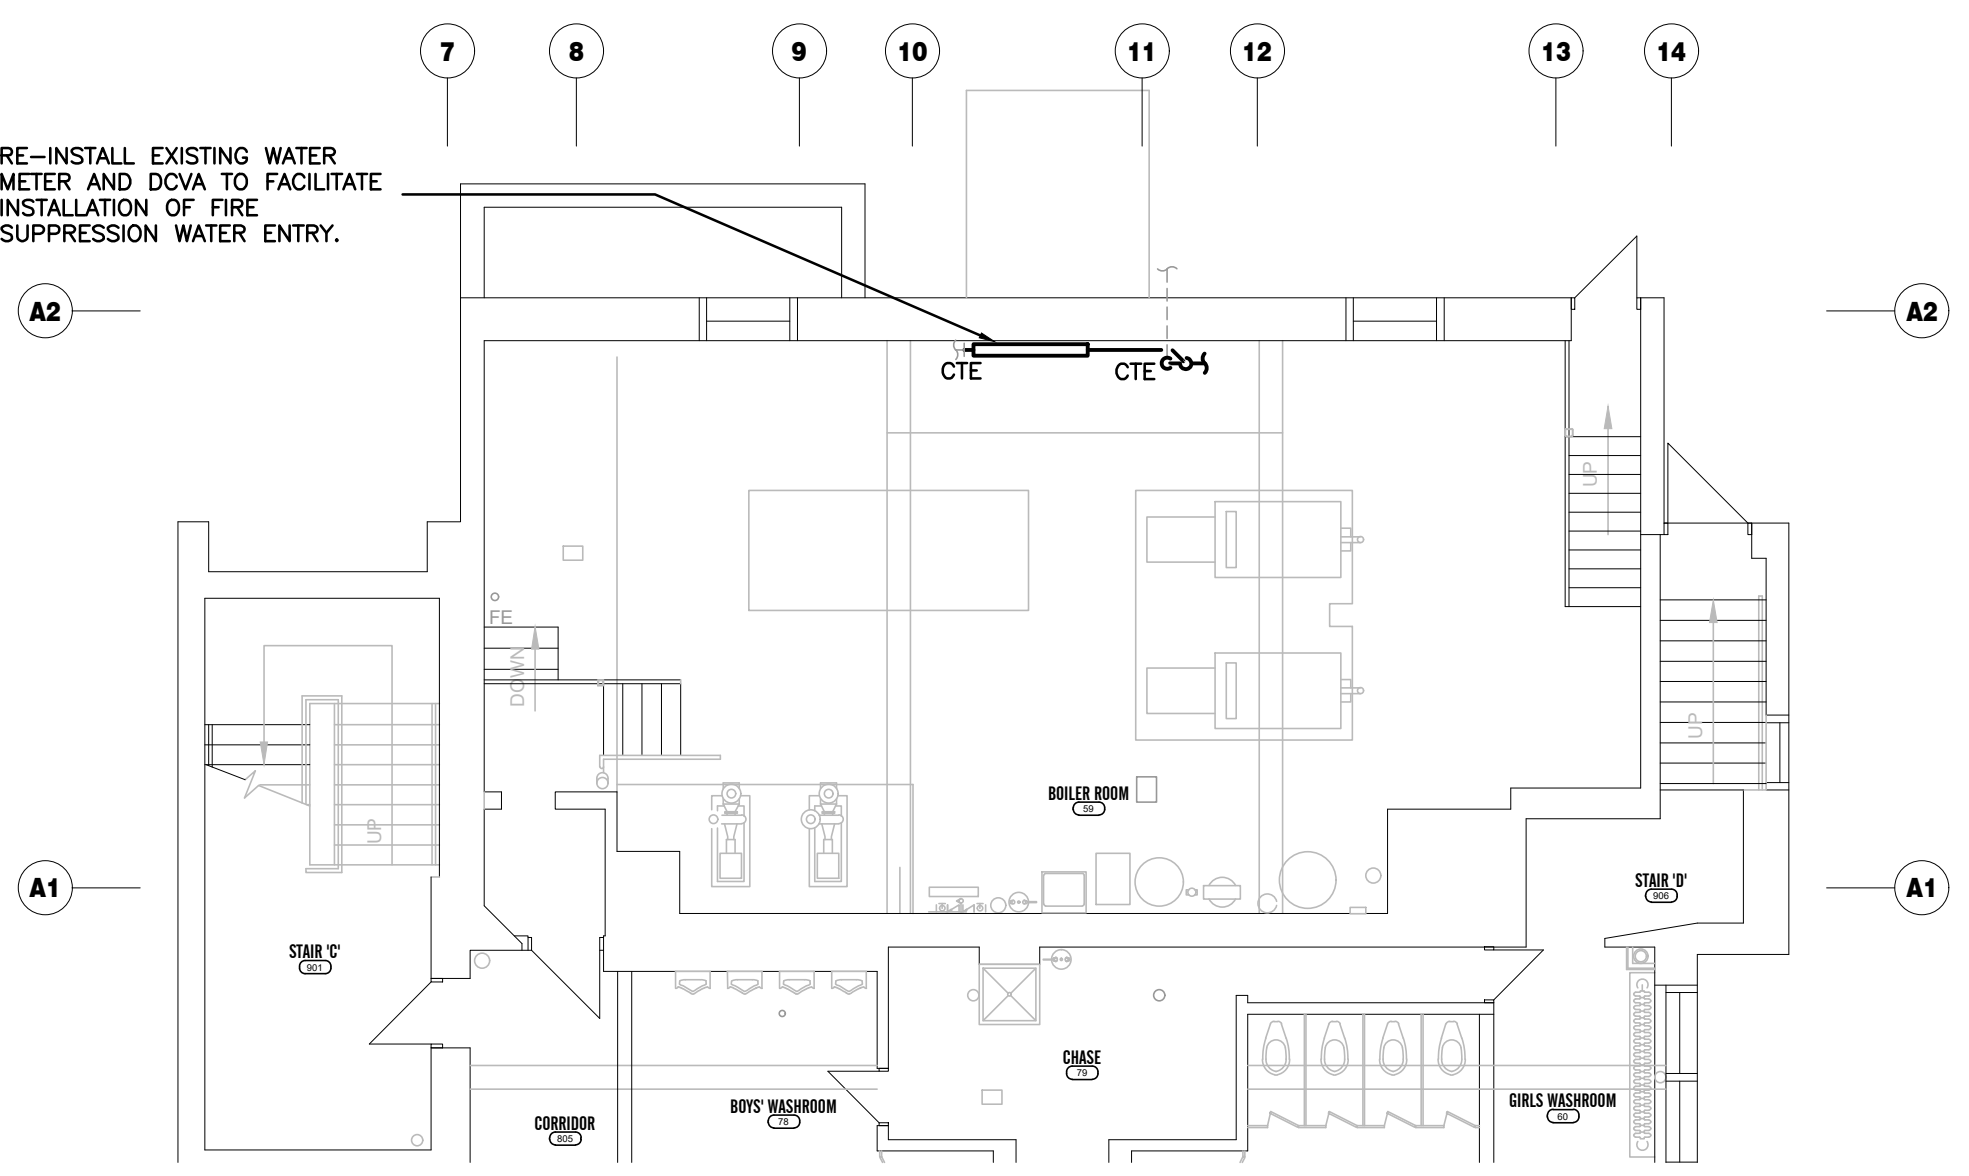 7 8 9 10 11 12 13 14
RE-INSTALL EXISTING WATER
METER AND DCVA TO FACILITATE
INSTALLATION OF FIRE
SUPPRESSION WATER ENTRY.
A2 A2
CTE CTE
UP
FE
DOWN
UP
UP
BOILER ROOM
59
A1 A1
STAIR 'D'
906
STAIR 'C'
901
CHASE
79
BOYS' WASHROOM
78
GIRLS WASHROOM
60
CORRIDOR
805